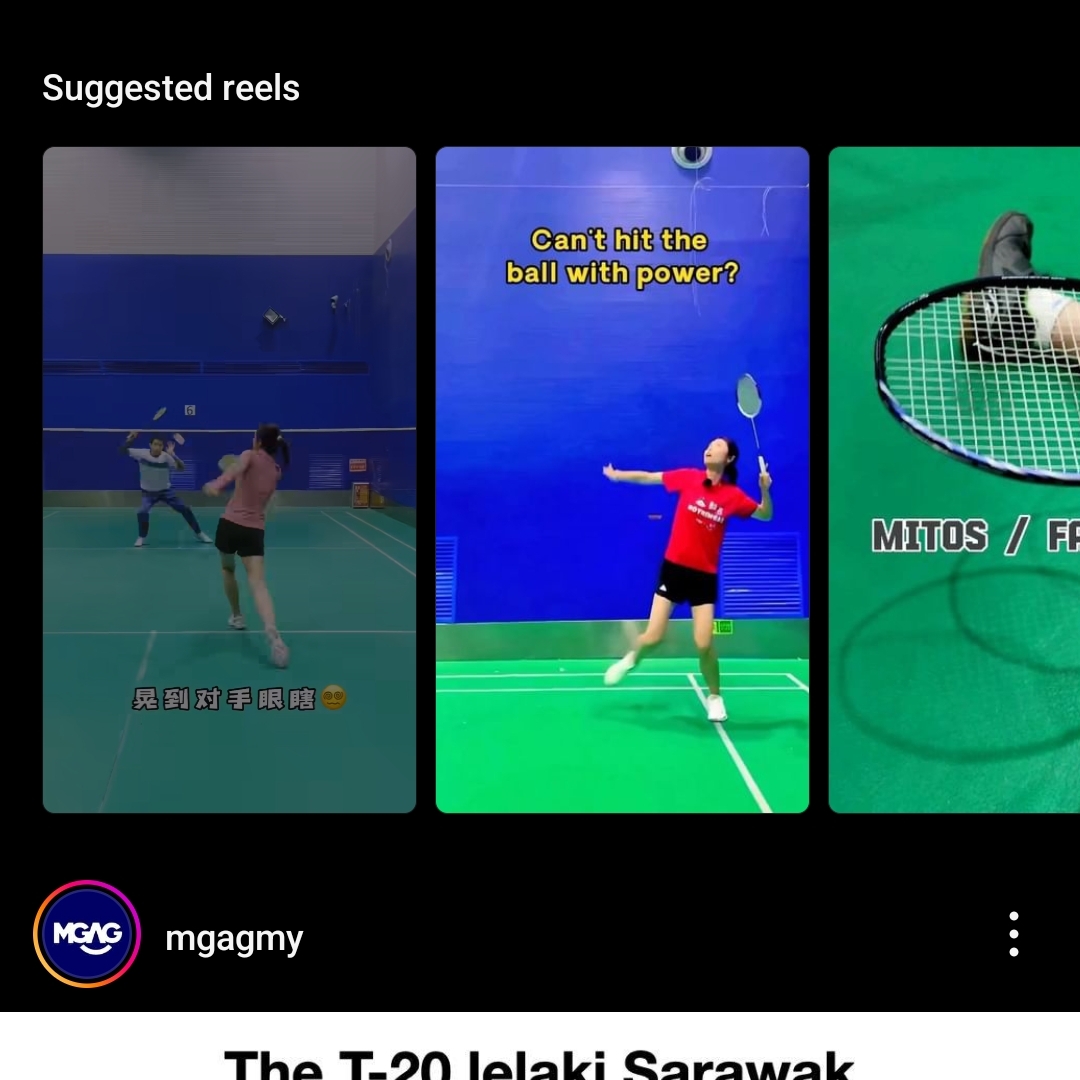 Suggested reels
6
晃到对手眼瞎😵‍💫
Can't hit the
ball with power?
MITOS / FA
MGAG
mgagmy
The T-20 lelaki Sarawak